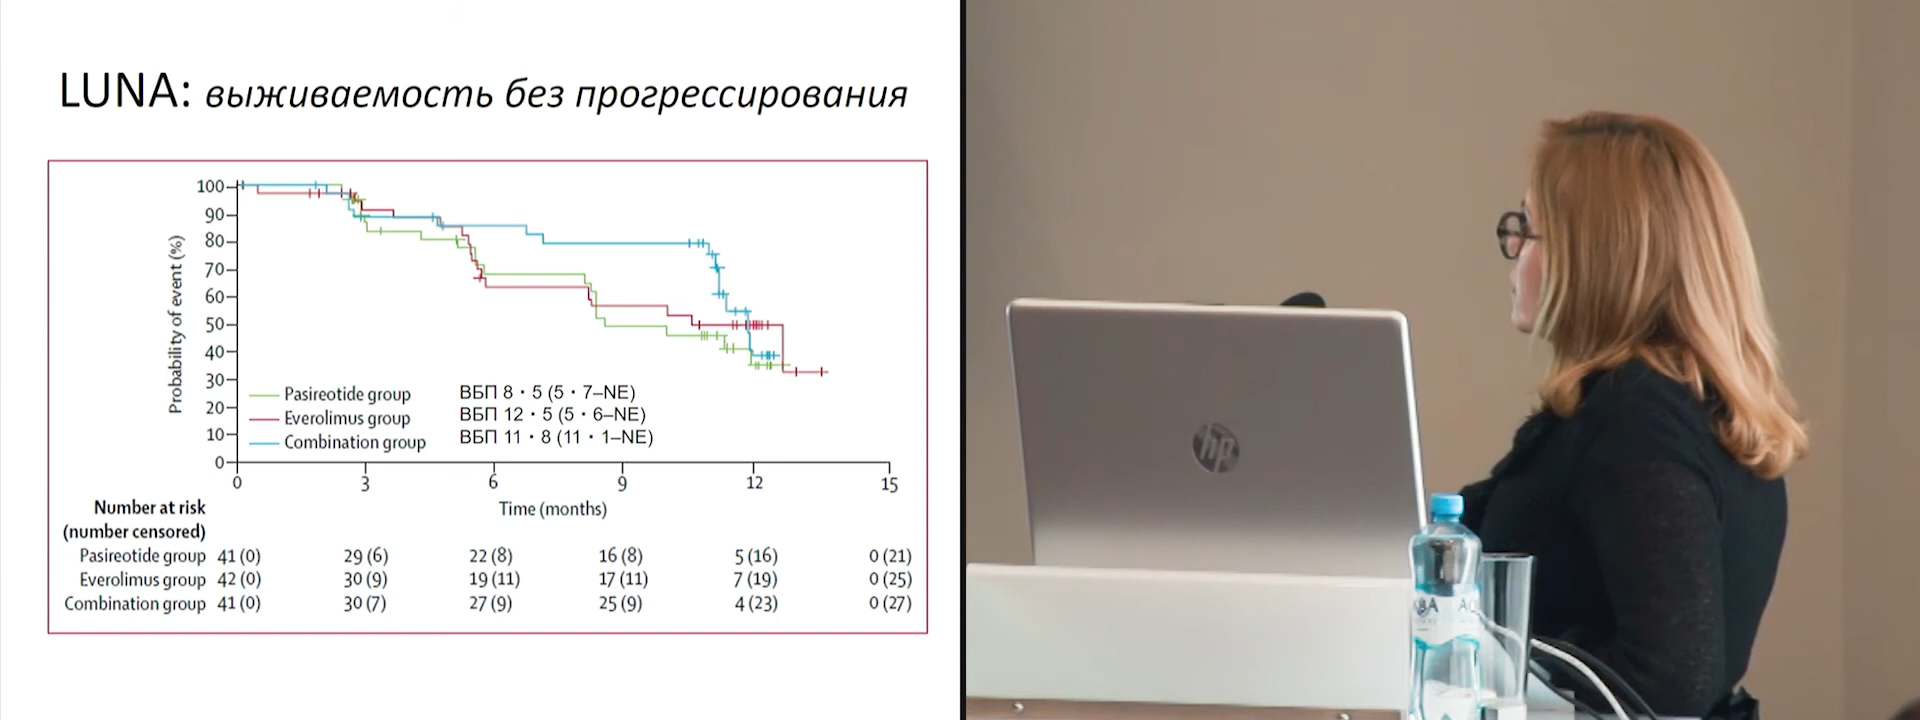 LUNA: выживаемость без прогрессирования
100
90
80
70
60
50
40
30
20
10
0
Probability of event (%)
Pasireotide group ВБП 8 · 5 (5 · 7–NE)
Everolimus group ВБП 12 · 5 (5 · 6–NE)
Combination group ВБП 11 · 8 (11 · 1–NE)
0 3 6 9 12 15
Time (months)
Number at risk
(number censored)
Pasireotide group 41 (0) 29 (6) 22 (8) 16 (8) 5 (16) 0 (21)
Everolimus group 42 (0) 30 (9) 19 (11) 17 (11) 7 (19) 0 (25)
Combination group 41 (0) 30 (7) 27 (9) 25 (9) 4 (23) 0 (27)
hp